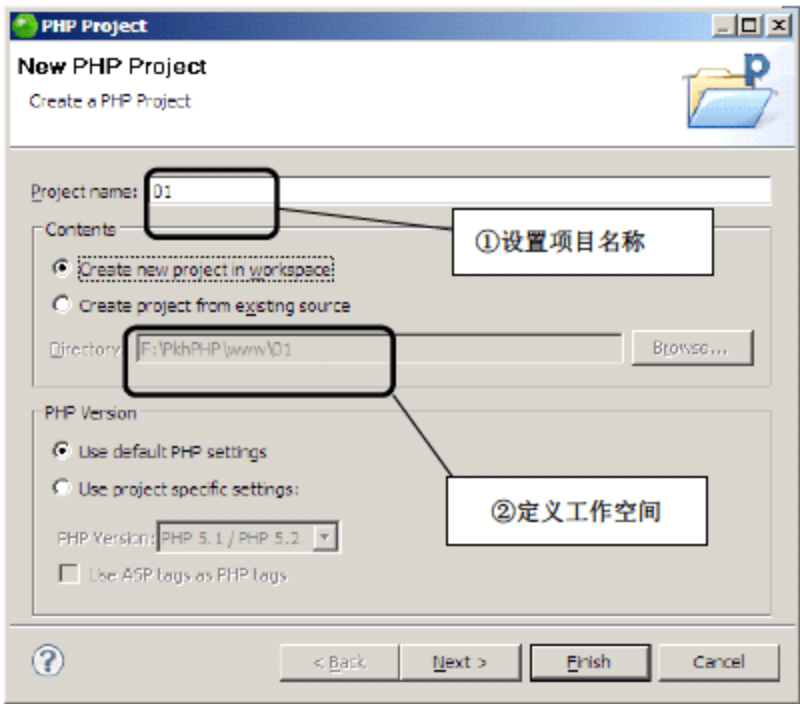 PHP Project
New PHP Project
Create a PHP Project
Project name: 01
①设置项目名称
Contents
Create new project in workspace
Create project from existing source
Directory: F:\PkhPHP\www\01 Browse...
PHP Version
Use default PHP settings
Use project specific settings:
②定义工作空间
PHP Version: PHP 5.1 / PHP 5.2
Use ASP tags as PHP tags
< Back Next > Finish Cancel